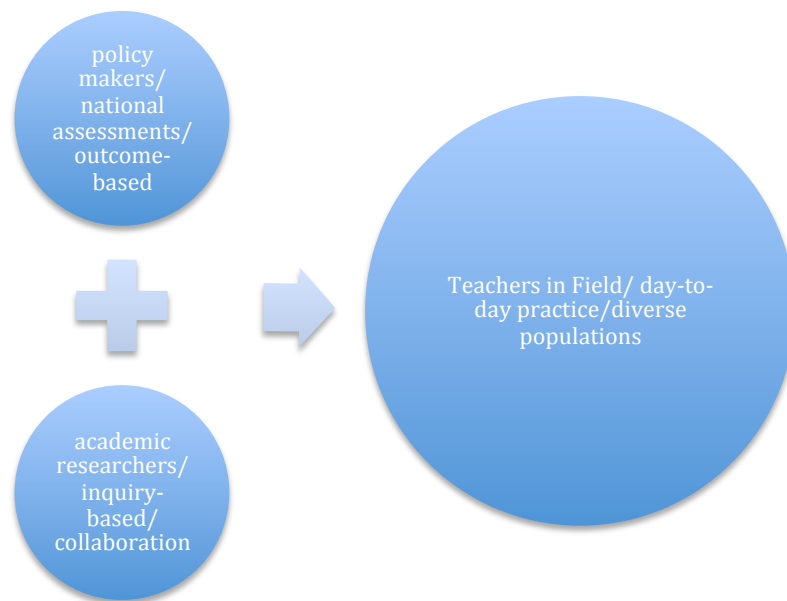 policy
makers/
national
assessments/
outcome-
based
academic
researchers/
inquiry-
based/
collaboration
Teachers in Field/ day-to-
day practice/diverse
populations